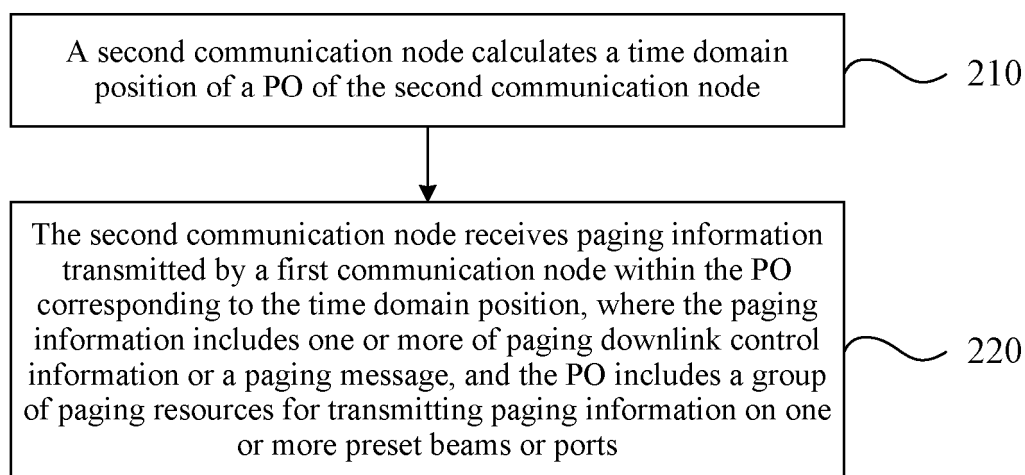 A second communication node calculates a time domain
position of a PO of the second communication node
210
The second communication node receives paging information
transmitted by a first communication node within the PO
corresponding to the time domain position, where the paging
information includes one or more of paging downlink control
information or a paging message, and the PO includes a group
of paging resources for transmitting paging information on one
or more preset beams or ports
220